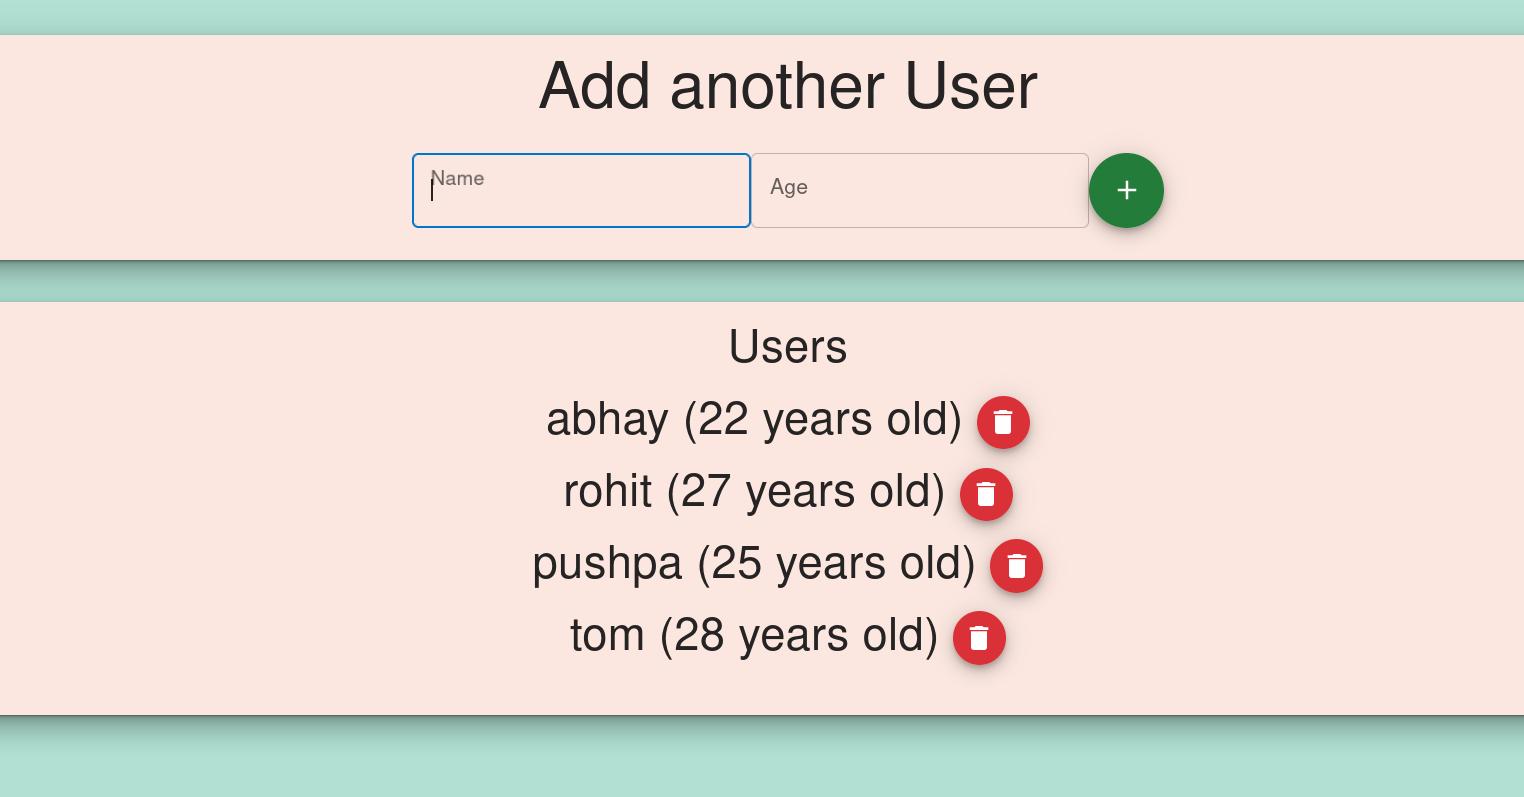 Add another User
Name
Age
Users
abhay (22 years old)
rohit (27 years old)
pushpa (25 years old)
tom (28 years old)